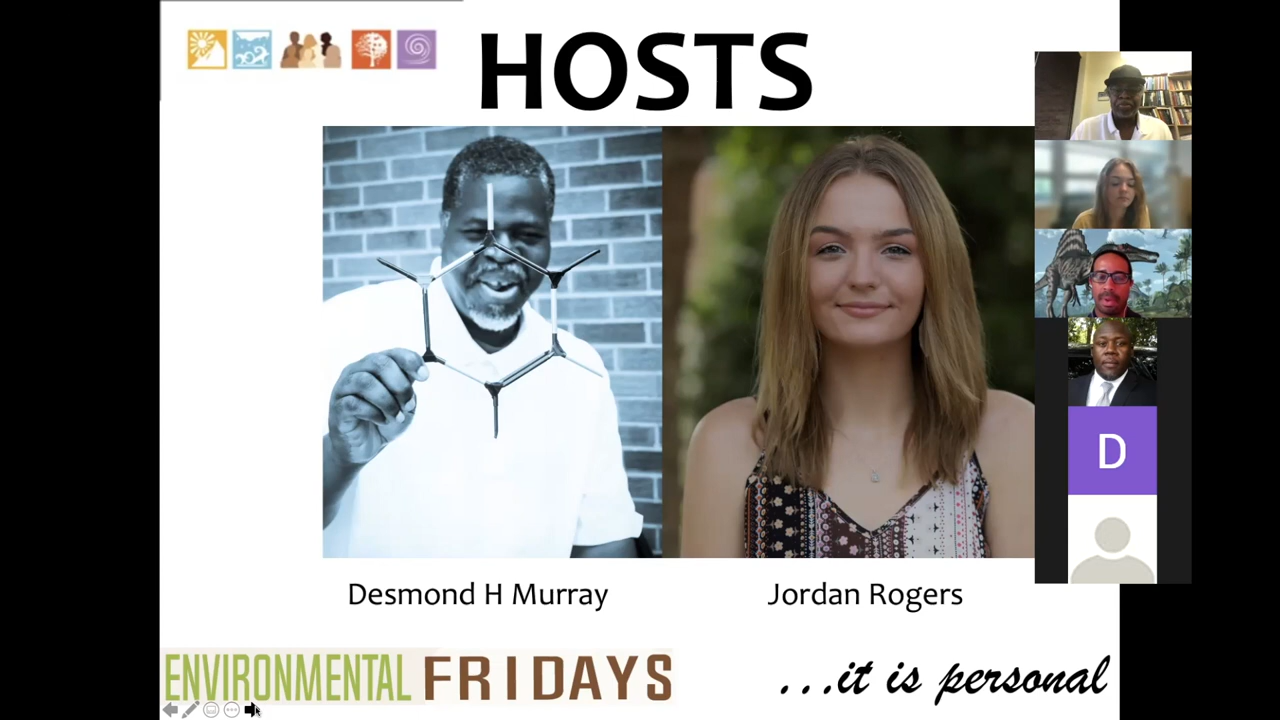 HOSTS
D
Desmond H Murray
Jordan Rogers
ENVIRONMENTAL FRIDAYS
...it is personal